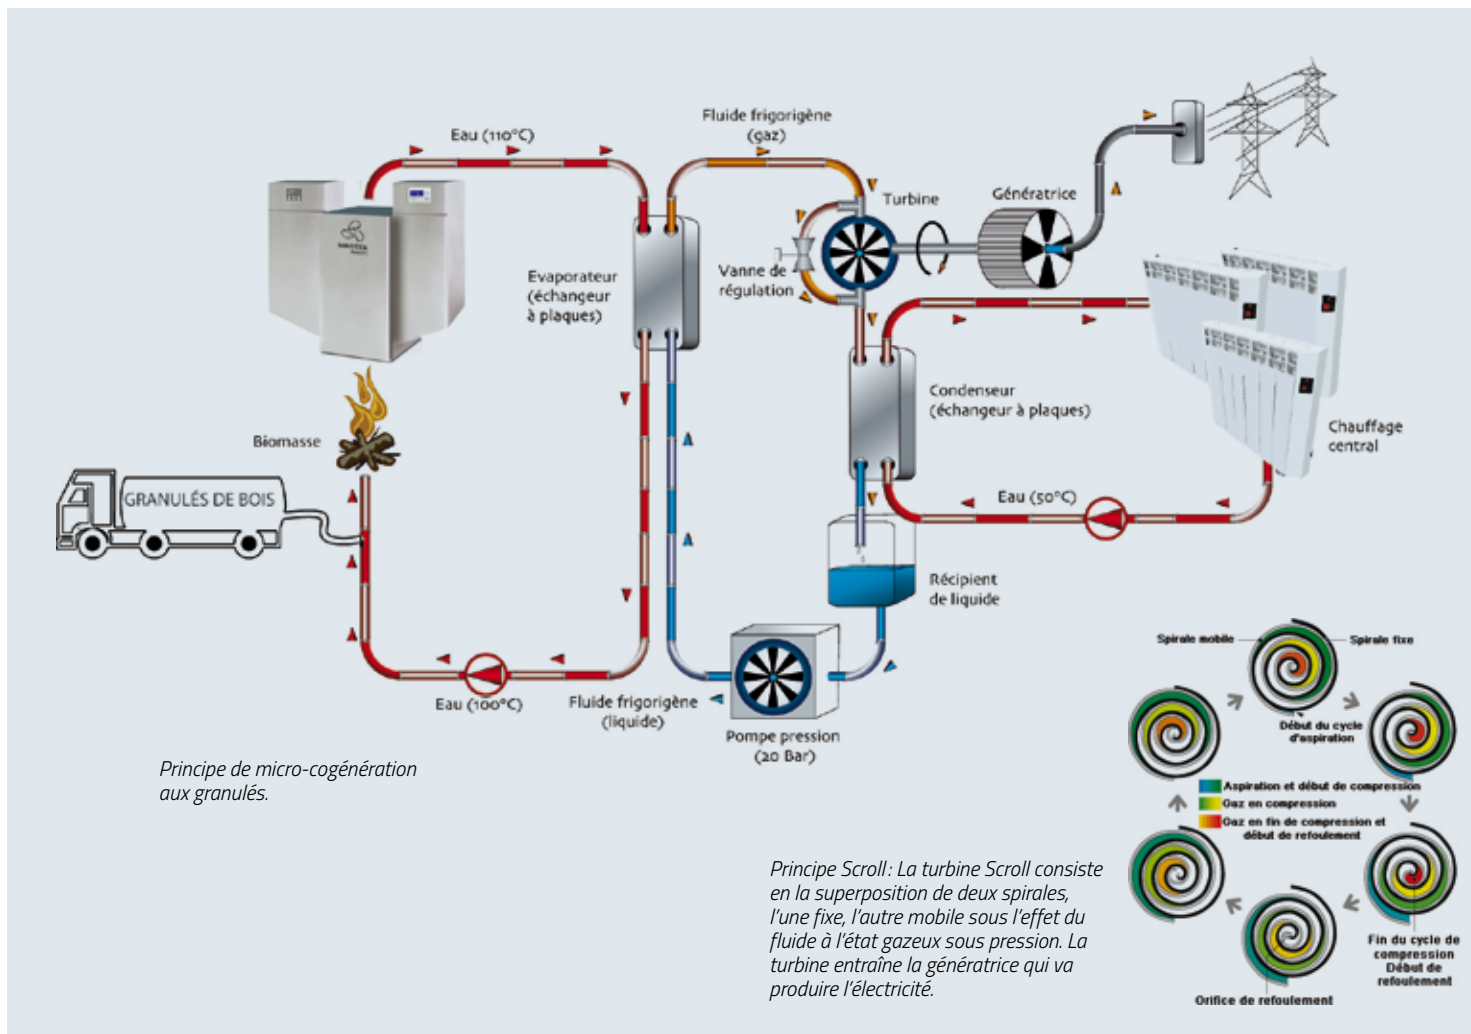 Eau (110°C)
Fluide frigorigène
(gaz)
Turbine
Génératrice
Evaporateur
(échangeur
à plaques)
Vanne de
régulation
Condenseur
(échangeur à plaques)
Chauffage
central
Biomasse
GRANULÉS DE BOIS
Eau (50°C)
Récipient
de liquide
Eau (100°C)
Fluide frigorigène
(liquide)
Pompe pression
(20 Bar)
Principe de micro-cogénération
aux granulés.
Spirale mobile
Spirale fixe
Début du cycle
d'aspiration
Aspiration et début de compression
Gaz en compression
Gaz en fin de compression et
début de refoulement
Fin du cycle de
compression
Début de
refoulement
Orifice de refoulement
Principe Scroll : La turbine Scroll consiste
en la superposition de deux spirales,
l'une fixe, l'autre mobile sous l'effet du
fluide à l'état gazeux sous pression. La
turbine entraîne la génératrice qui va
produire l'électricité.